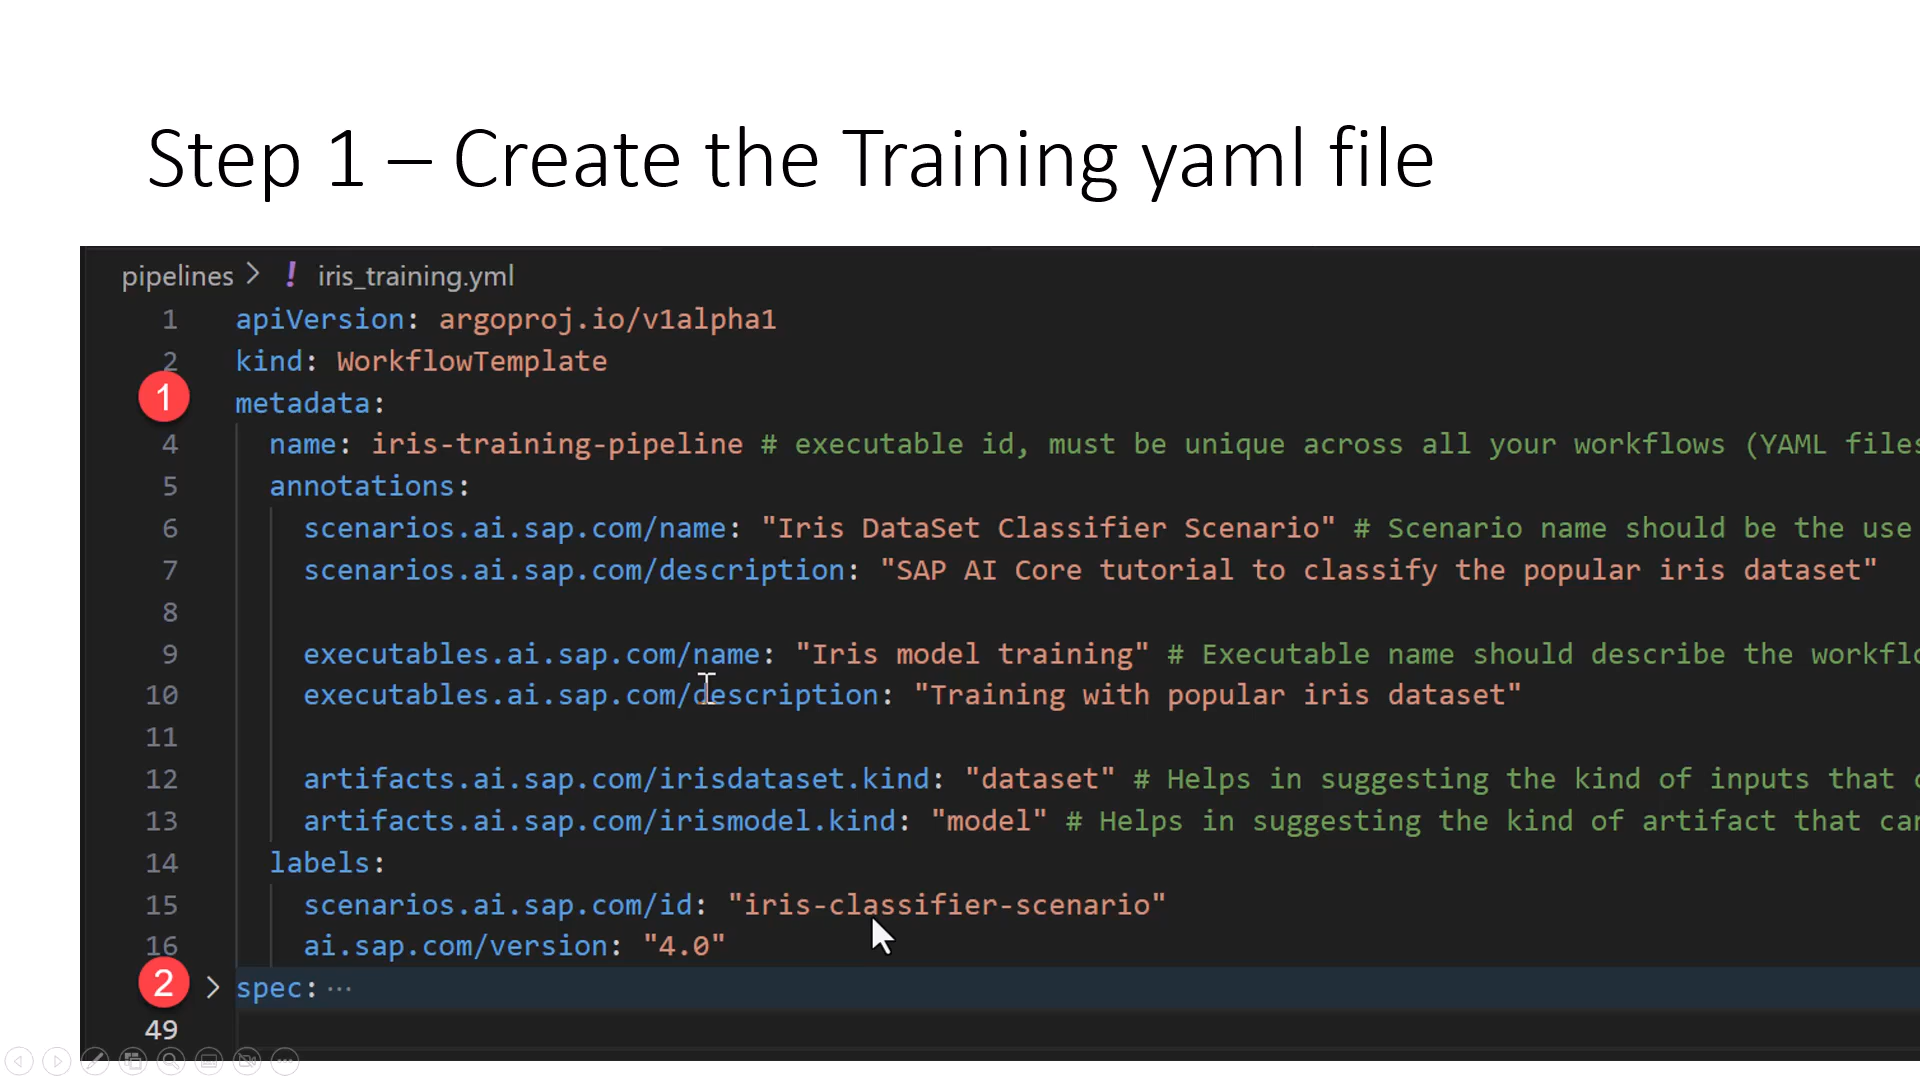 Step 1 – Create the Training yaml file
pipelines > ! iris_training.yml
1 apiVersion: argoproj.io/v1alpha1
2 kind: WorkflowTemplate
1 metadata:
4 name: iris-training-pipeline # executable id, must be unique across all your workflows (YAML files
5 annotations:
6 scenarios.ai.sap.com/name: "Iris DataSet Classifier Scenario" # Scenario name should be the use
7 scenarios.ai.sap.com/description: "SAP AI Core tutorial to classify the popular iris dataset"
8
9 executables.ai.sap.com/name: "Iris model training" # Executable name should describe the workflo
10 executables.ai.sap.com/description: "Training with popular iris dataset"
11
12 artifacts.ai.sap.com/irisdataset.kind: "dataset" # Helps in suggesting the kind of inputs that
13 artifacts.ai.sap.com/irismodel.kind: "model" # Helps in suggesting the kind of artifact that can
14 labels:
15 scenarios.ai.sap.com/id: "iris-classifier-scenario"
16 ai.sap.com/version: "4.0"
2 > spec: ···
49